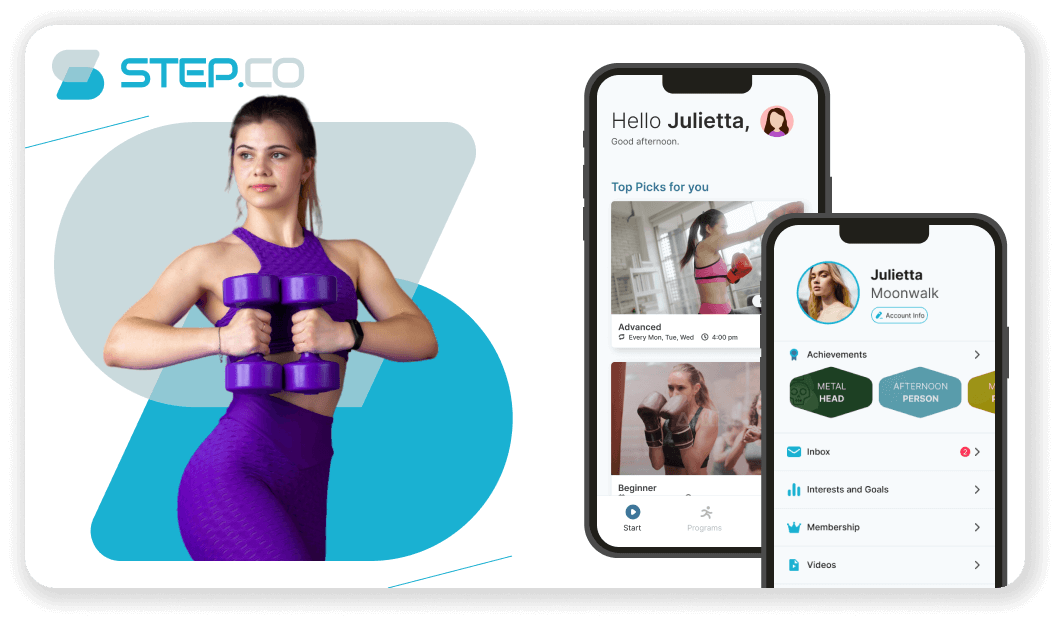 STEP.CO
Hello Julietta,
Good afternoon.
Top Picks for you
Advanced
Every Mon, Tue, Wed 4:00 pm
Beginner
Start
Programs
Julietta
Moonwalk
Account Info
Achievements
METAL
HEAD
AFTERNOON
PERSON
Inbox 2
Interests and Goals
Membership
Videos